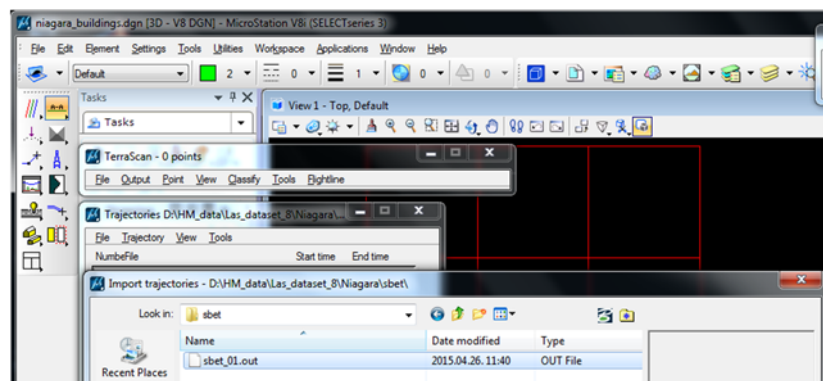 niagara_buildings.dgn [3D - V8 DGN] - MicroStation V8i (SELECTseries 3)
File Edit Element Settings Tools Utilities Workspace Applications Window Help
Default 2 0 1 0 0
Tasks
View 1 - Top, Default
Tasks
TerraScan - 0 points
File Output Point View Classify Tools Flightline
Trajectories D:\HM_data\Las_dataset_8\Niagara\...
File Trajectory View Tools
NumbeFile Start time End time
Import trajectories - D:\HM_data\Las_dataset_8\Niagara\sbet\
Look in: sbet
Name Date modified Type
sbet_01.out 2015.04.26. 11:40 OUT File
Recent Places